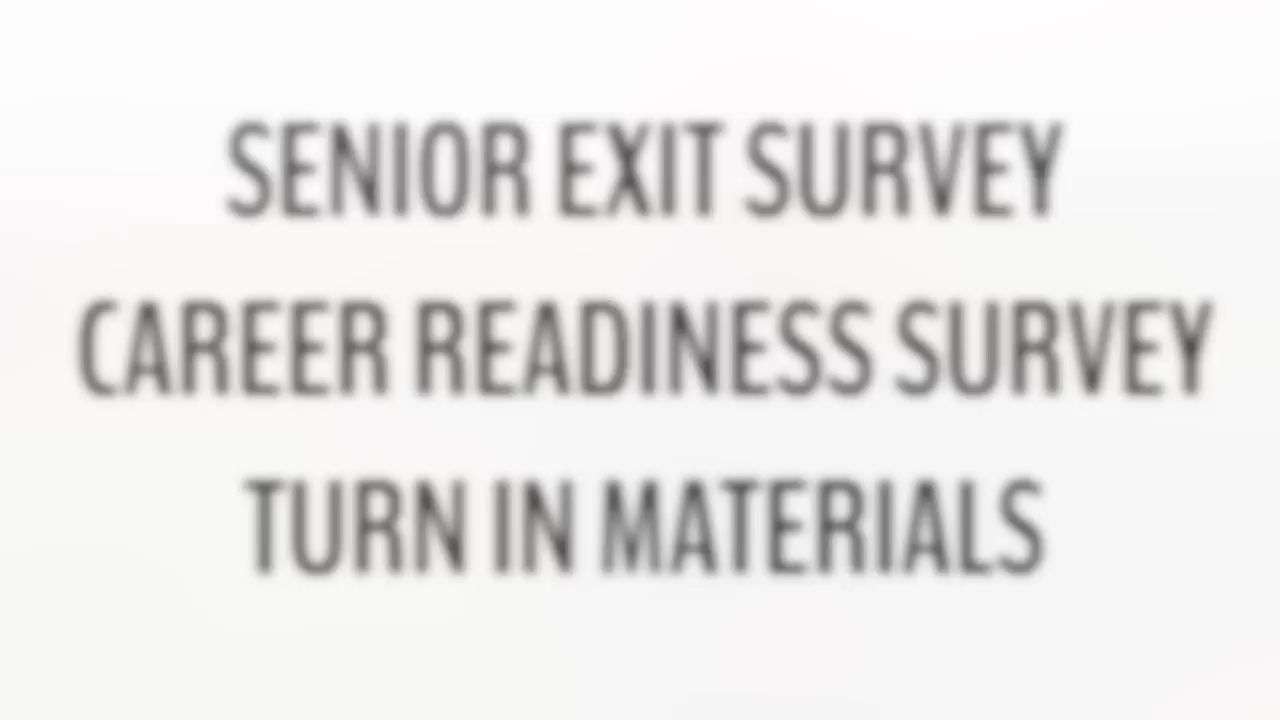 SENIOR EXIT SURVEY
CAREER READINESS SURVEY
TURN IN MATERIALS